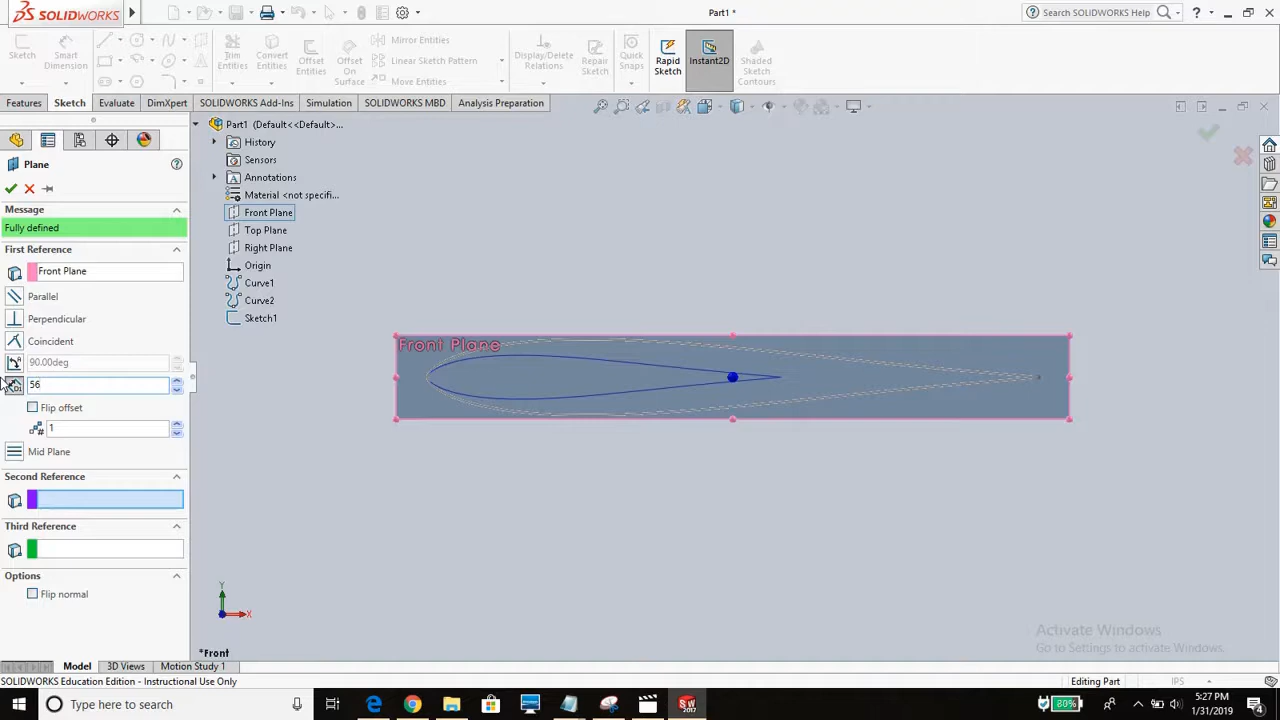 SOLIDWORKS
Part1 *
Search SOLIDWORKS Help
Sketch
Smart Dimension
Trim Entities
Convert Entities
Offset Entities
Offset On Surface
Mirror Entities
Linear Sketch Pattern
Move Entities
Display/Delete Relations
Repair Sketch
Quick Snaps
Rapid Sketch
Instant2D
Shaded Sketch Contours
Features
Sketch
Evaluate
DimXpert
SOLIDWORKS Add-Ins
Simulation
SOLIDWORKS MBD
Analysis Preparation
Part1 (Default<<Default>...
History
Sensors
Annotations
Material <not specifi...
Front Plane
Top Plane
Right Plane
Origin
Curve1
Curve2
Sketch1
Plane
Message
Fully defined
First Reference
Front Plane
Parallel
Perpendicular
Coincident
90.00deg
56
Flip offset
1
Mid Plane
Second Reference
Third Reference
Options
Flip normal
Front Plane
Y
X
*Front
Activate Windows
Go to Settings to activate Windows.
Model
3D Views
Motion Study 1
SOLIDWORKS Education Edition - Instructional Use Only
Editing Part
IPS
Type here to search
SW
2017
80%
5:27 PM
1/31/2019
4